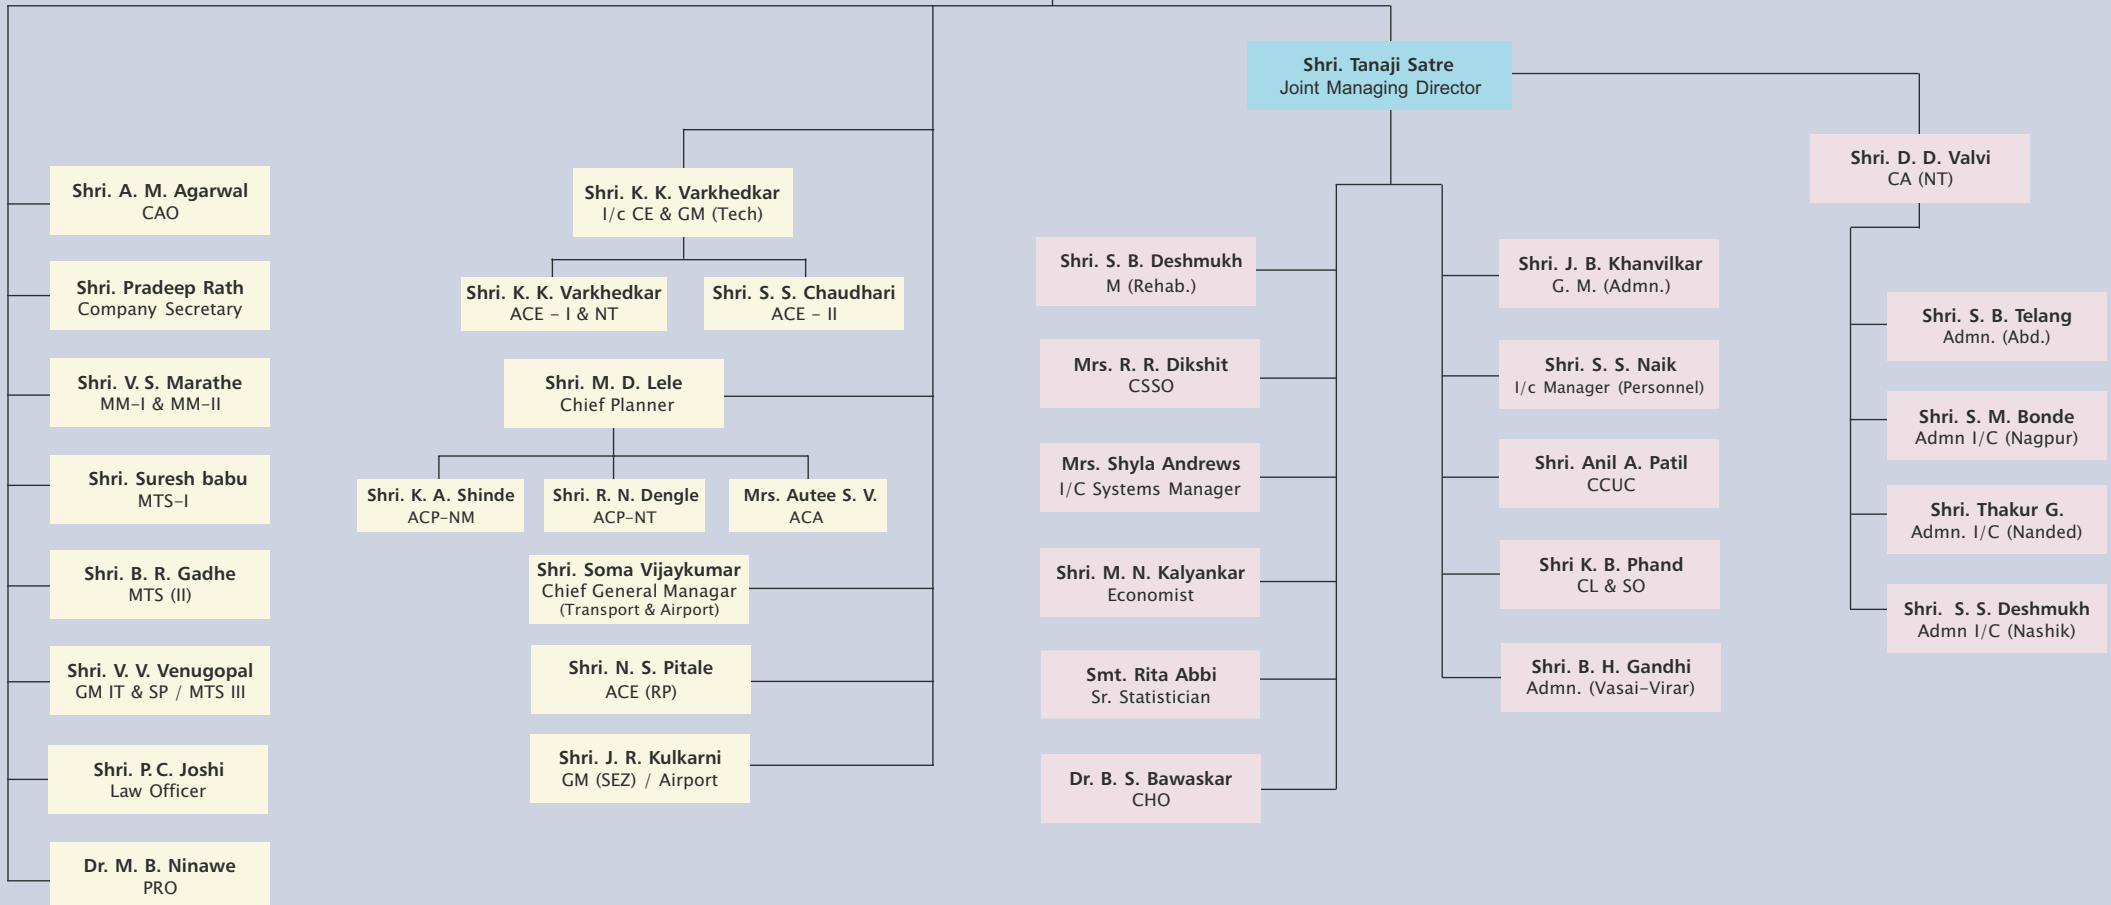 Shri. Tanaji Satre
Joint Managing Director
Shri. A. M. Agarwal
CAO
Shri. Pradeep Rath
Company Secretary
Shri. V. S. Marathe
MM-I & MM-II
Shri. Suresh babu
MTS-I
Shri. B. R. Gadhe
MTS (II)
Shri. V. V. Venugopal
GM IT & SP / MTS III
Shri. P. C. Joshi
Law Officer
Dr. M. B. Ninawe
PRO
Shri. K. K. Varkhedkar
I/c CE & GM (Tech)
Shri. K. K. Varkhedkar
ACE – I & NT
Shri. S. S. Chaudhari
ACE – II
Shri. M. D. Lele
Chief Planner
Shri. K. A. Shinde
ACP-NM
Shri. R. N. Dengle
ACP-NT
Mrs. Autee S. V.
ACA
Shri. Soma Vijaykumar
Chief General Managar
(Transport & Airport)
Shri. N. S. Pitale
ACE (RP)
Shri. J. R. Kulkarni
GM (SEZ) / Airport
Shri. S. B. Deshmukh
M (Rehab.)
Mrs. R. R. Dikshit
CSSO
Mrs. Shyla Andrews
I/C Systems Manager
Shri. M. N. Kalyankar
Economist
Smt. Rita Abbi
Sr. Statistician
Dr. B. S. Bawaskar
CHO
Shri. J. B. Khanvilkar
G. M. (Admn.)
Shri. S. S. Naik
I/c Manager (Personnel)
Shri. Anil A. Patil
CCUC
Shri K. B. Phand
CL & SO
Shri. B. H. Gandhi
Admn. (Vasai-Virar)
Shri. D. D. Valvi
CA (NT)
Shri. S. B. Telang
Admn. (Abd.)
Shri. S. M. Bonde
Admn I/C (Nagpur)
Shri. Thakur G.
Admn. I/C (Nanded)
Shri. S. S. Deshmukh
Admn I/C (Nashik)